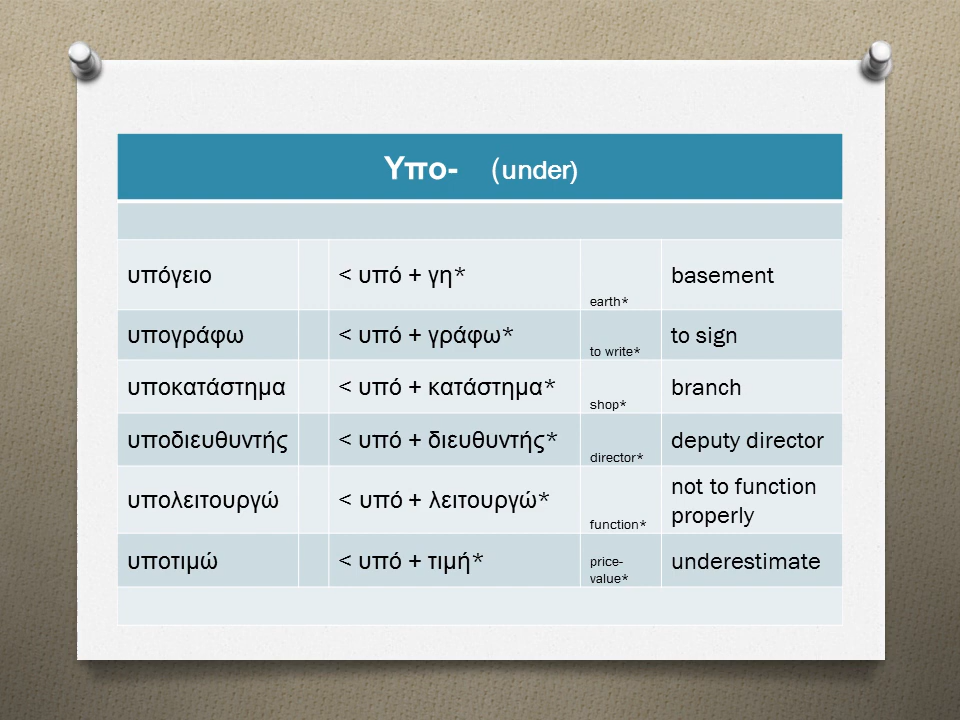 Υπο- (under)
υπόγειο < υπό + γη* earth* basement
υπογράφω < υπό + γράφω* to write* to sign
υποκατάστημα < υπό + κατάστημα* shop* branch
υποδιευθυντής < υπό + διευθυντής* director* deputy director
υπολειτουργώ < υπό + λειτουργώ* function* not to function
properly
υποτιμώ < υπό + τιμή* price-
value* underestimate